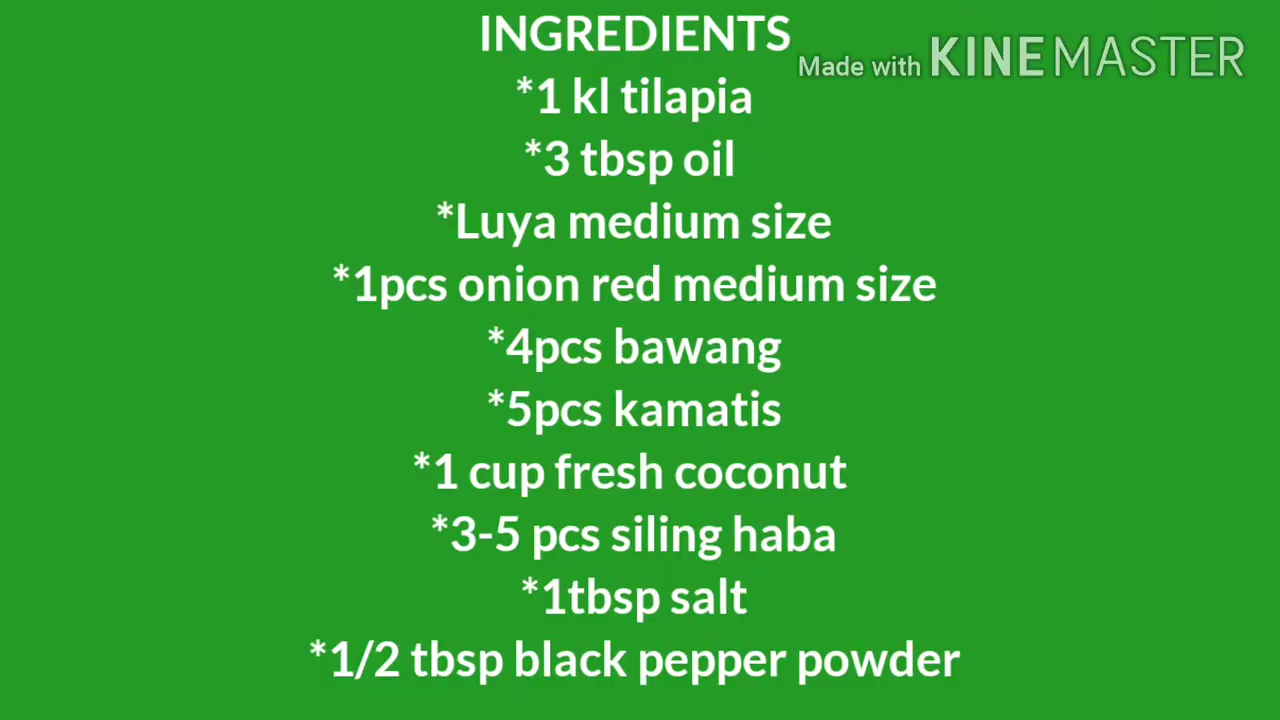 INGREDIENTS
Made with KINEMASTER
*1 kl tilapia
*3 tbsp oil
*Luya medium size
*1pcs onion red medium size
*4pcs bawang
*5pcs kamatis
*1 cup fresh coconut
*3-5 pcs siling haba
*1tbsp salt
*1/2 tbsp black pepper powder